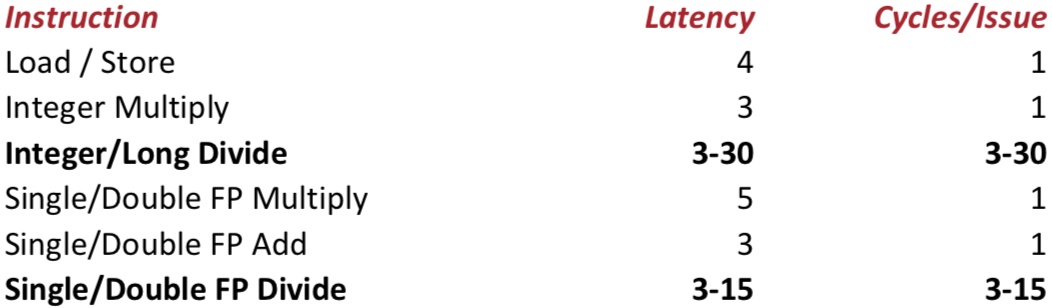 Instruction Latency Cycles/Issue
Load / Store 4 1
Integer Multiply 3 1
Integer/Long Divide 3-30 3-30
Single/Double FP Multiply 5 1
Single/Double FP Add 3 1
Single/Double FP Divide 3-15 3-15